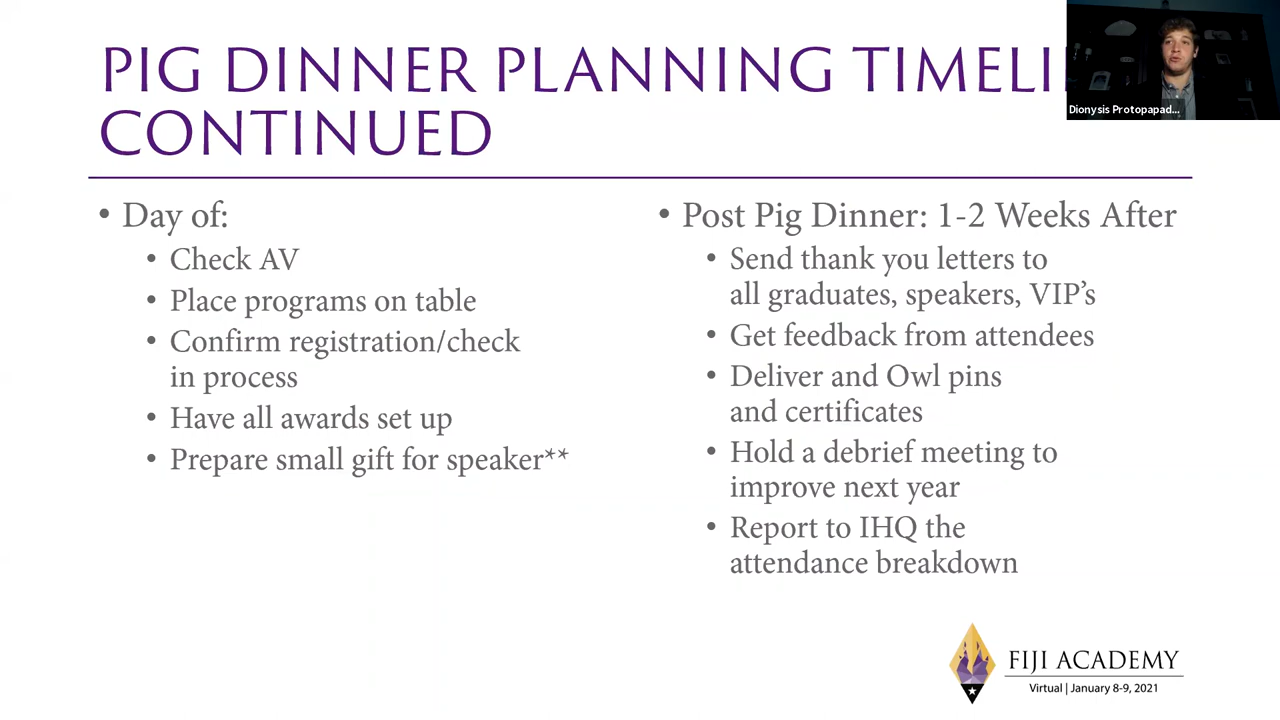 PIG DINNER PLANNING TIMELI
CONTINUED
Dionysis Protopapad...
• Day of:
• Check AV
• Place programs on table
• Confirm registration/check
in process
• Have all awards set up
• Prepare small gift for speaker**
• Post Pig Dinner: 1-2 Weeks After
• Send thank you letters to
all graduates, speakers, VIP’s
• Get feedback from attendees
• Deliver and Owl pins
and certificates
• Hold a debrief meeting to
improve next year
• Report to IHQ the
attendance breakdown
FIJI ACADEMY
Virtual | January 8-9, 2021